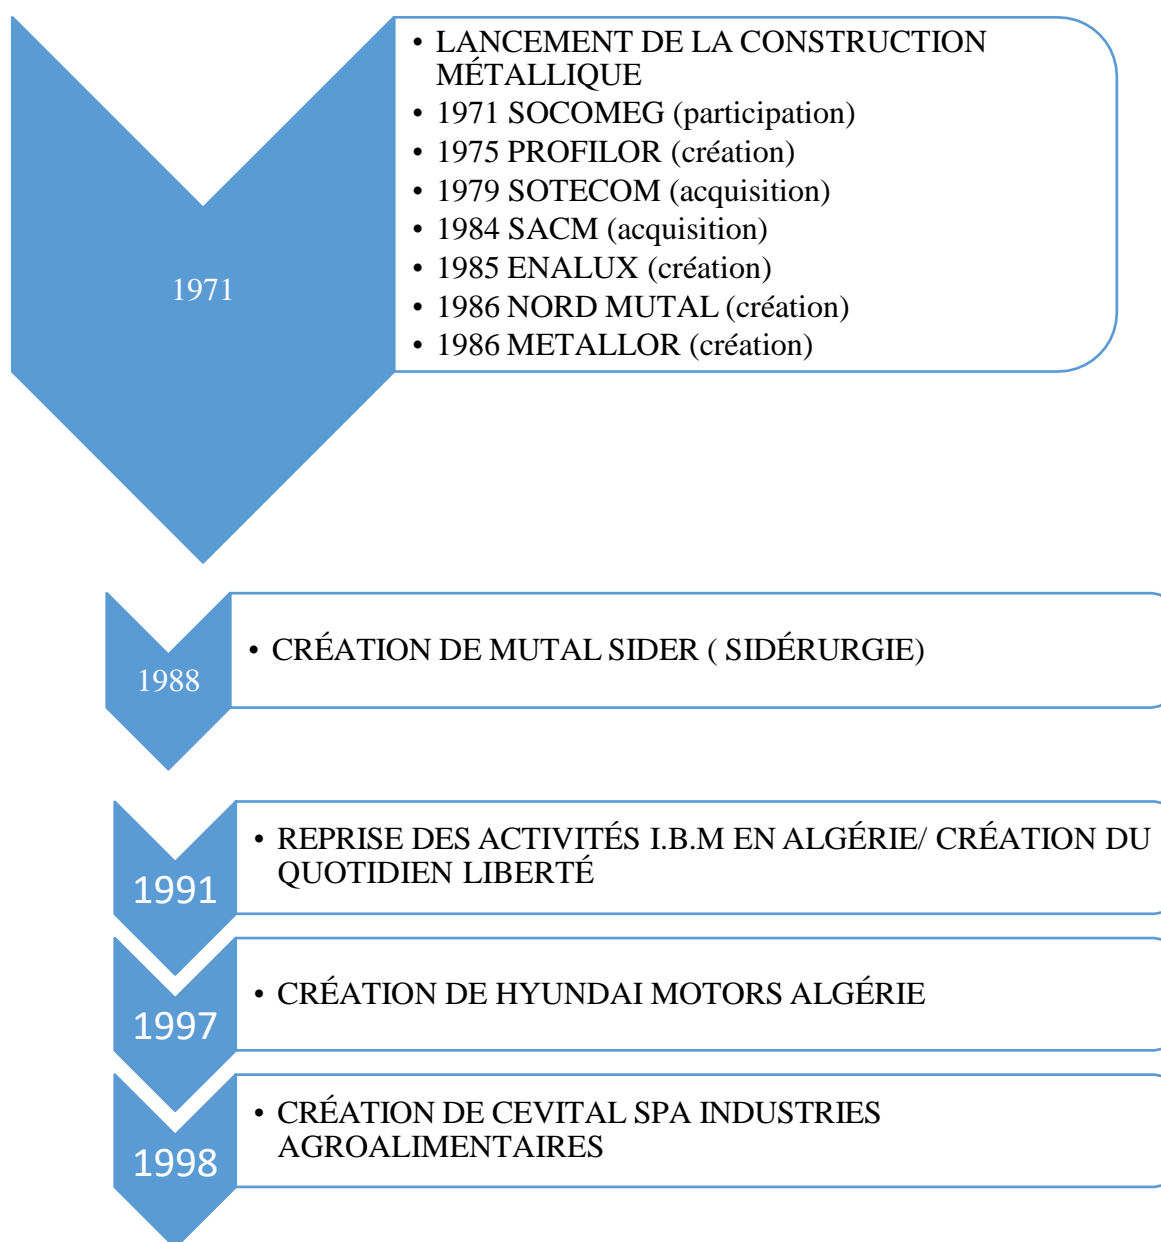 1971
• LANCEMENT DE LA CONSTRUCTION
MÉTALLIQUE
• 1971 SOCOMEG (participation)
• 1975 PROFILOR (création)
• 1979 SOTECOM (acquisition)
• 1984 SACM (acquisition)
• 1985 ENALUX (création)
• 1986 NORD MUTAL (création)
• 1986 METALLOR (création)
1988
• CRÉATION DE MUTAL SIDER ( SIDÉRURGIE)
1991
• REPRISE DES ACTIVITÉS I.B.M EN ALGÉRIE/ CRÉATION DU
QUOTIDIEN LIBERTÉ
1997
• CRÉATION DE HYUNDAI MOTORS ALGÉRIE
1998
• CRÉATION DE CEVITAL SPA INDUSTRIES
AGROALIMENTAIRES